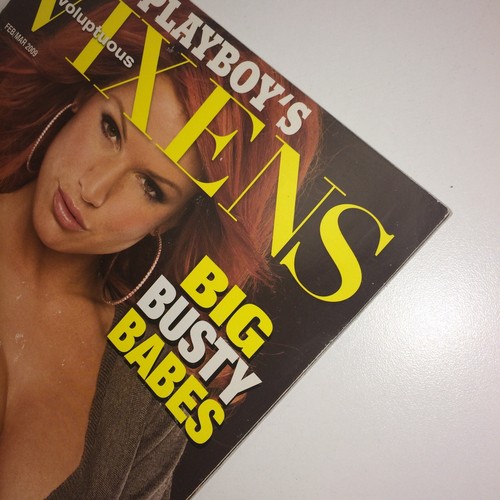 PLAYBOY'S
voluptuous
VIXENS
FEB/MAR 2009
BIG
BUSTY
BABES